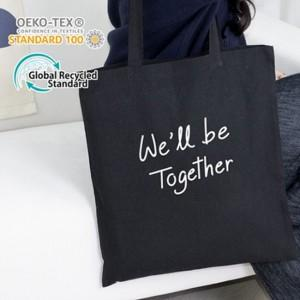 OEKO-TEX®
CONFIDENCE IN TEXTILES
STANDARD 100
Global Recycled
Standard
We'll be
Together